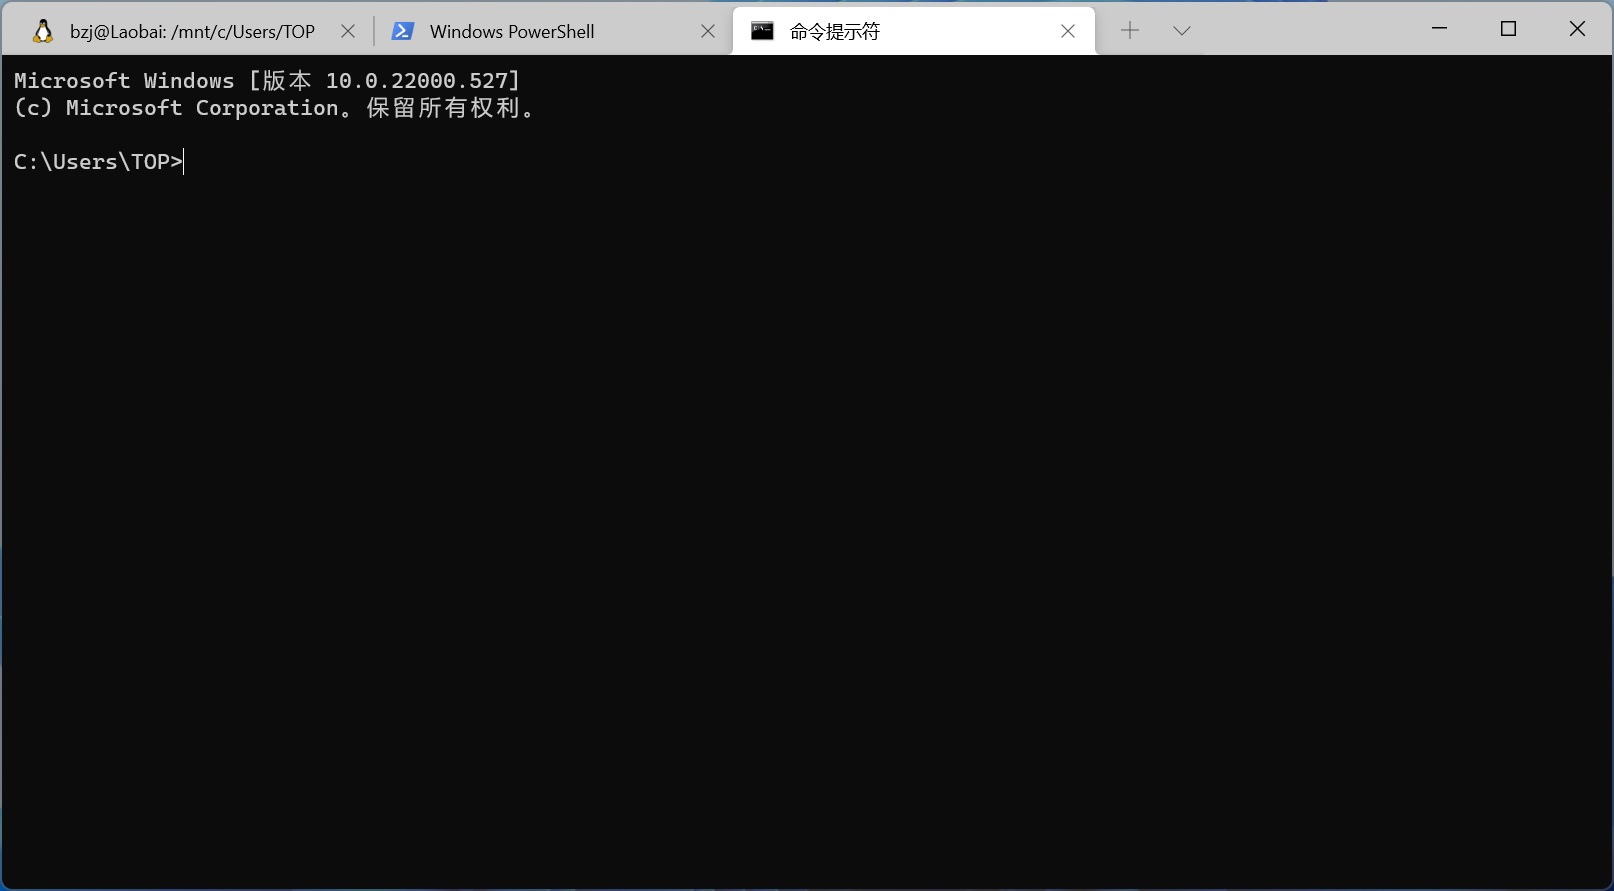 bzj@Laobai: /mnt/c/Users/TOP
Windows PowerShell
命令提示符
Microsoft Windows [版本 10.0.22000.527]
(c) Microsoft Corporation。保留所有权利。
C:\Users\TOP>